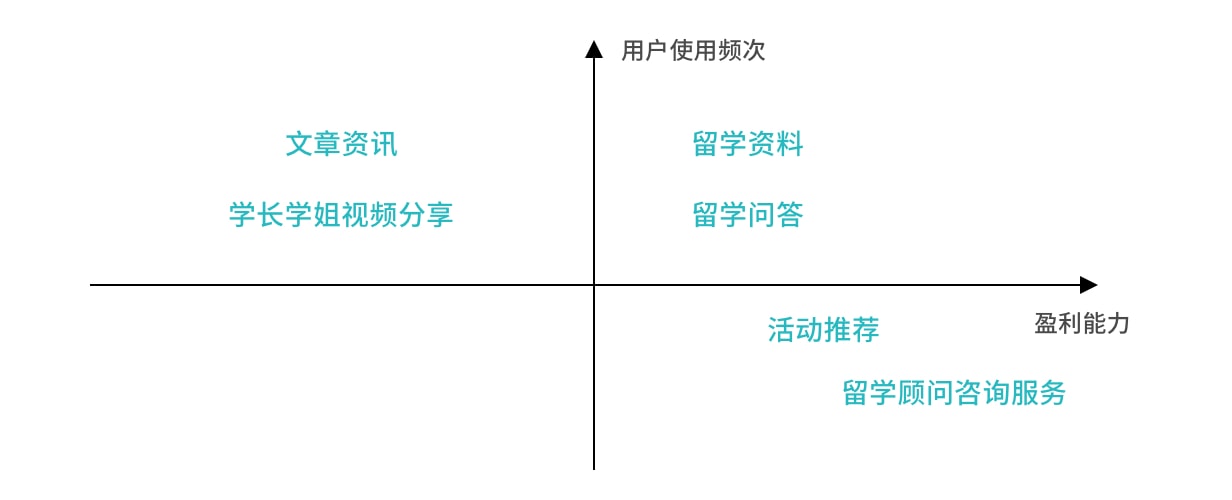 用户使用频次
文章资讯
留学资料
学长学姐视频分享
留学问答
活动推荐
盈利能力
留学顾问咨询服务